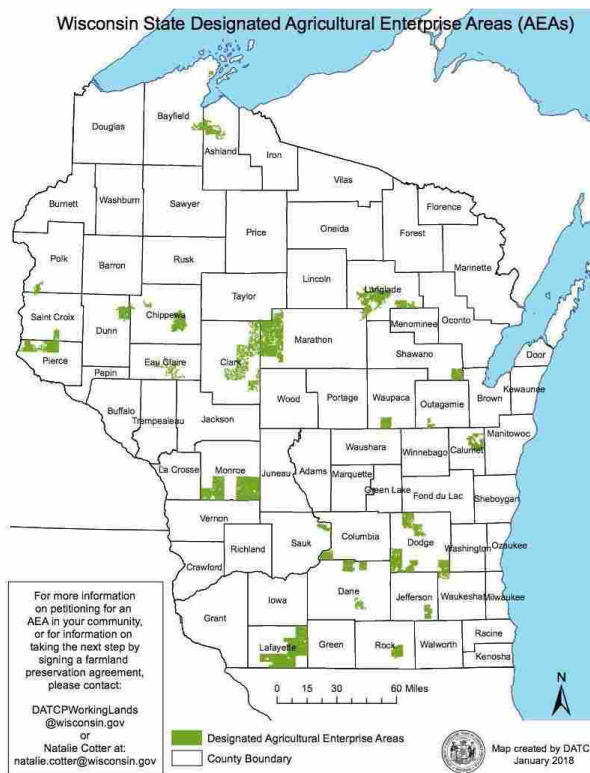 Wisconsin State Designated Agricultural Enterprise Areas (AEAs)
Douglas
Bayfield
Ashland
Iron
Vilas
Florence
Burnett
Washburn
Sawyer
Price
Oneida
Forest
Marinette
Polk
Barron
Rusk
Lincoln
Langlade
Taylor
Oconto
Saint Croix
Dunn
Chippewa
Menominee
Marathon
Shawano
Door
Pierce
Eau Claire
Clark
Pepin
Kewaunee
Buffalo
Trempealeau
Jackson
Wood
Portage
Waupaca
Outagamie
Brown
Manitowoc
Waushara
Winnebago
Calumet
La Crosse
Monroe
Juneau
Adams
Marquette
Green Lake
Fond du Lac
Sheboygan
Vernon
Sauk
Columbia
Dodge
Washington
Ozaukee
Richland
Crawford
Dane
Iowa
Jefferson
Waukesha
Milwaukee
Grant
Lafayette
Green
Rock
Walworth
Racine
Kenosha
For more information
on petitioning for an
AEA in your community,
or for information on
taking the next step by
signing a farmland
preservation agreement,
please contact:
DATCPWorkingLands
@wisconsin.gov
or
Natalie Cotter at:
natalie.cotter@wisconsin.gov
0 15 30 60 Miles
N
Designated Agricultural Enterprise Areas
County Boundary
Map created by DATC
January 2018